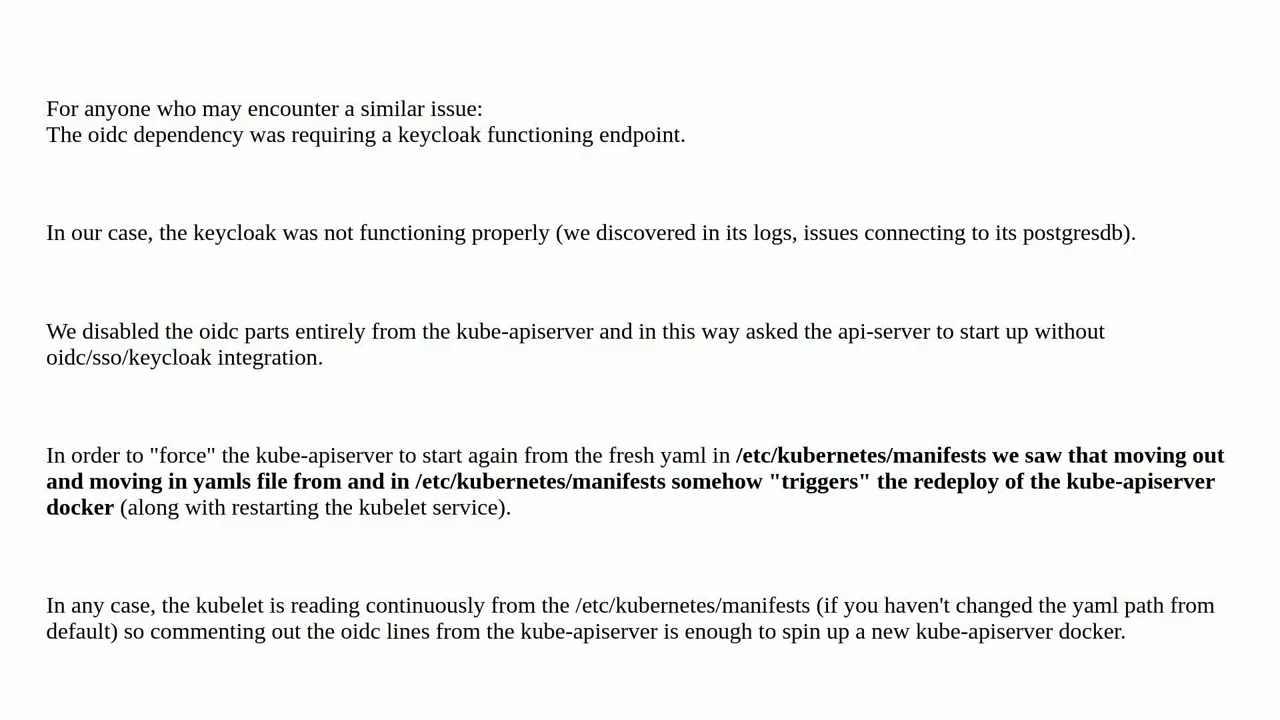 For anyone who may encounter a similar issue:
The oidc dependency was requiring a keycloak functioning endpoint.
In our case, the keycloak was not functioning properly (we discovered in its logs, issues connecting to its postgresdb).
We disabled the oidc parts entirely from the kube-apiserver and in this way asked the api-server to start up without
oidc/sso/keycloak integration.
In order to "force" the kube-apiserver to start again from the fresh yaml in /etc/kubernetes/manifests we saw that moving out
and moving in yamls file from and in /etc/kubernetes/manifests somehow "triggers" the redeploy of the kube-apiserver
docker (along with restarting the kubelet service).
In any case, the kubelet is reading continuously from the /etc/kubernetes/manifests (if you haven't changed the yaml path from
default) so commenting out the oidc lines from the kube-apiserver is enough to spin up a new kube-apiserver docker.